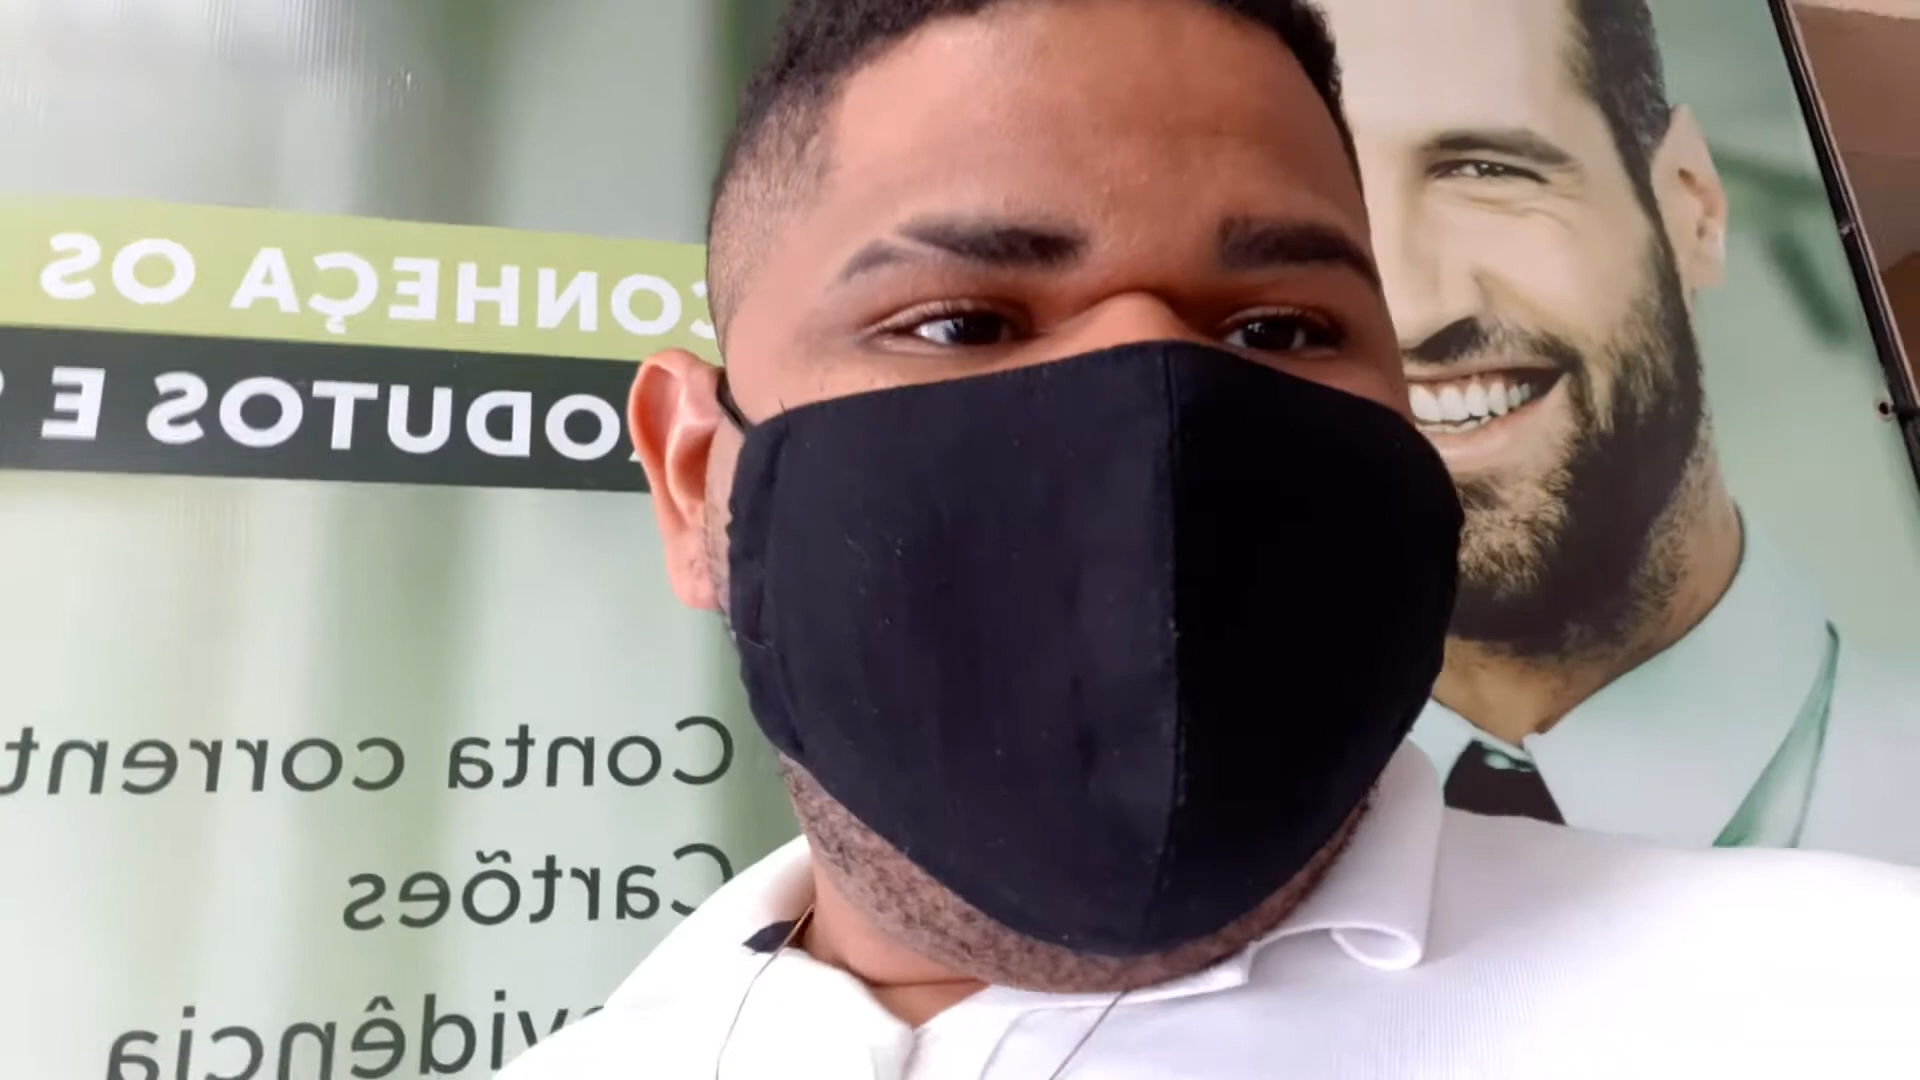 CONHEÇA OS
ODUTOS E
Conta corrent
Cartões
vidência